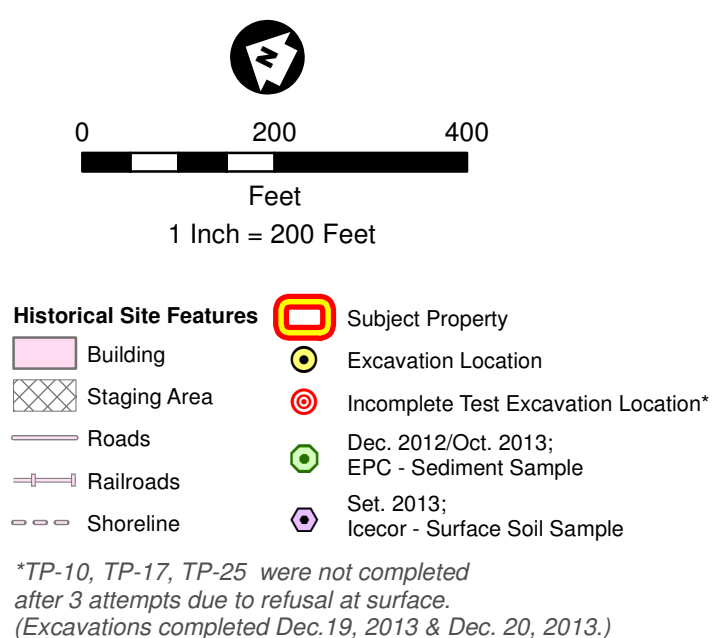 N
0 200 400
Feet
1 Inch = 200 Feet
Historical Site Features
Building
Staging Area
Roads
Railroads
Shoreline
Subject Property
Excavation Location
Incomplete Test Excavation Location*
Dec. 2012/Oct. 2013;
EPC - Sediment Sample
Set. 2013;
Icecor - Surface Soil Sample
*TP-10, TP-17, TP-25 were not completed
after 3 attempts due to refusal at surface.
(Excavations completed Dec.19, 2013 & Dec. 20, 2013.)